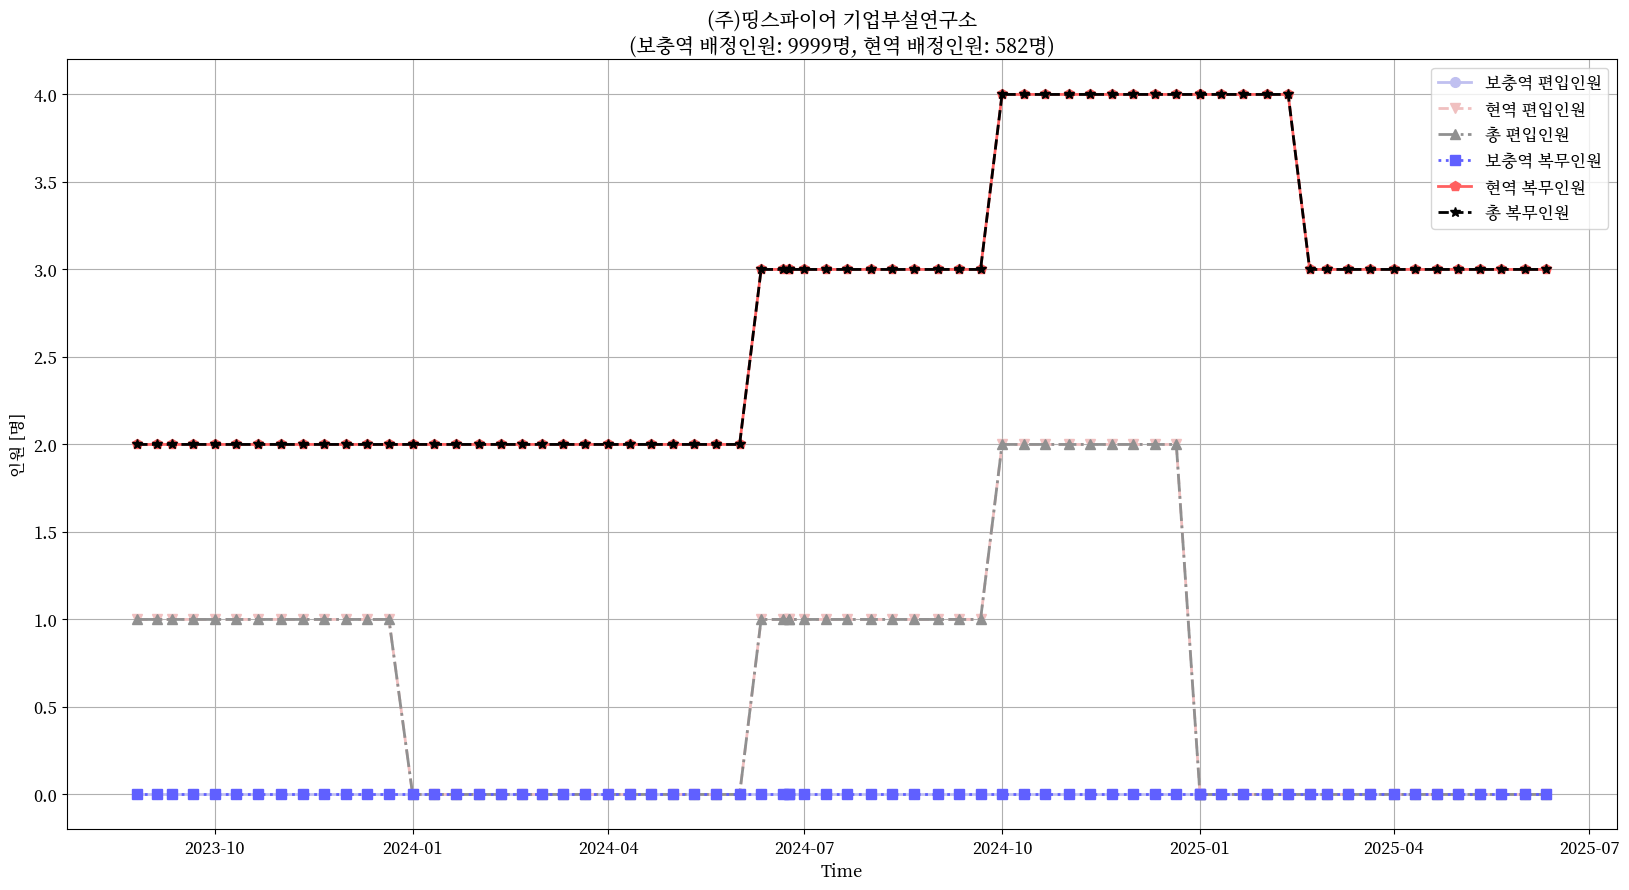 (주)띵스파이어 기업부설연구소
(보충역 배정인원: 9999명, 현역 배정인원: 582명)
보충역 편입인원
현역 편입인원
총 편입인원
보충역 복무인원
현역 복무인원
총 복무인원
4.0
3.5
3.0
2.5
2.0
1.5
1.0
0.5
0.0
인원 [명]
2023-10
2024-01
2024-04
2024-07
2024-10
2025-01
2025-04
2025-07
Time